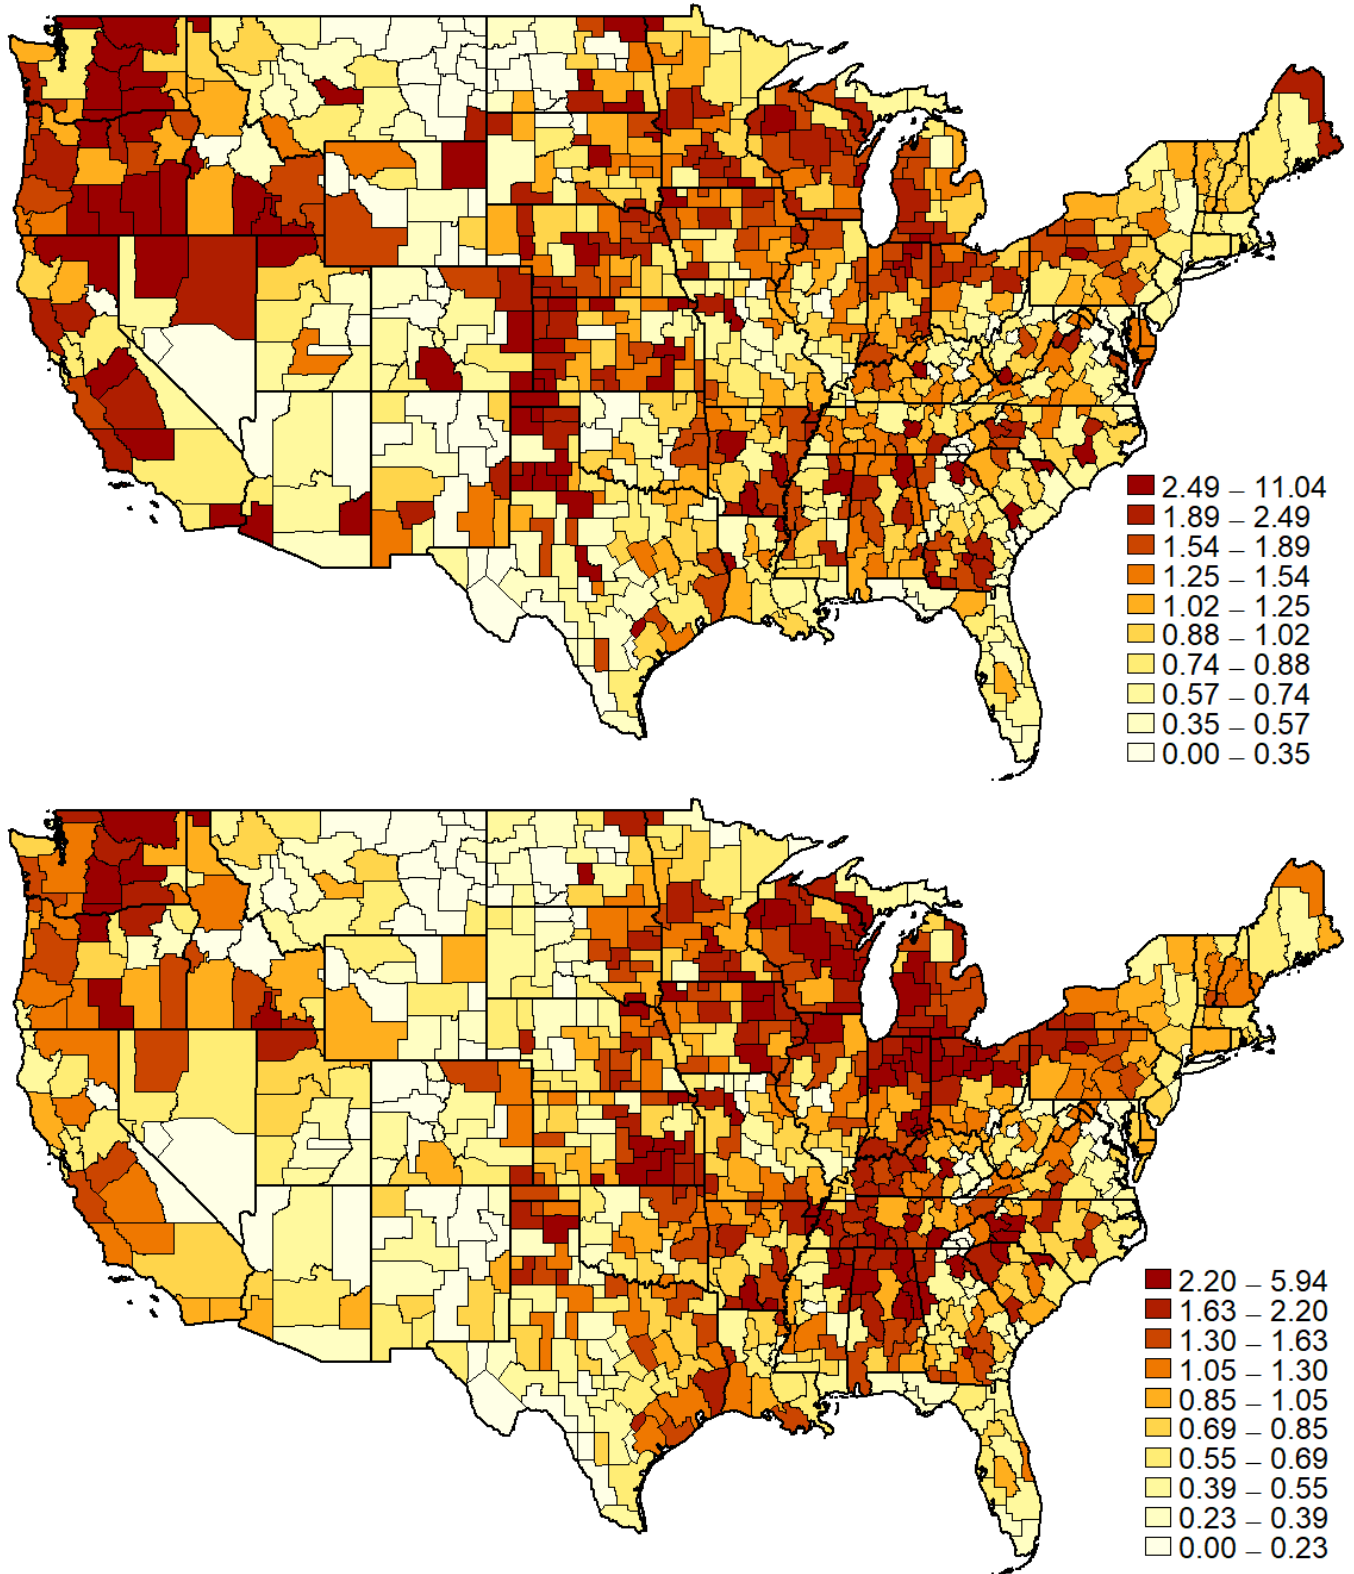 2.49 – 11.04
1.89 – 2.49
1.54 – 1.89
1.25 – 1.54
1.02 – 1.25
0.88 – 1.02
0.74 – 0.88
0.57 – 0.74
0.35 – 0.57
0.00 – 0.35
2.20 – 5.94
1.63 – 2.20
1.30 – 1.63
1.05 – 1.30
0.85 – 1.05
0.69 – 0.85
0.55 – 0.69
0.39 – 0.55
0.23 – 0.39
0.00 – 0.23